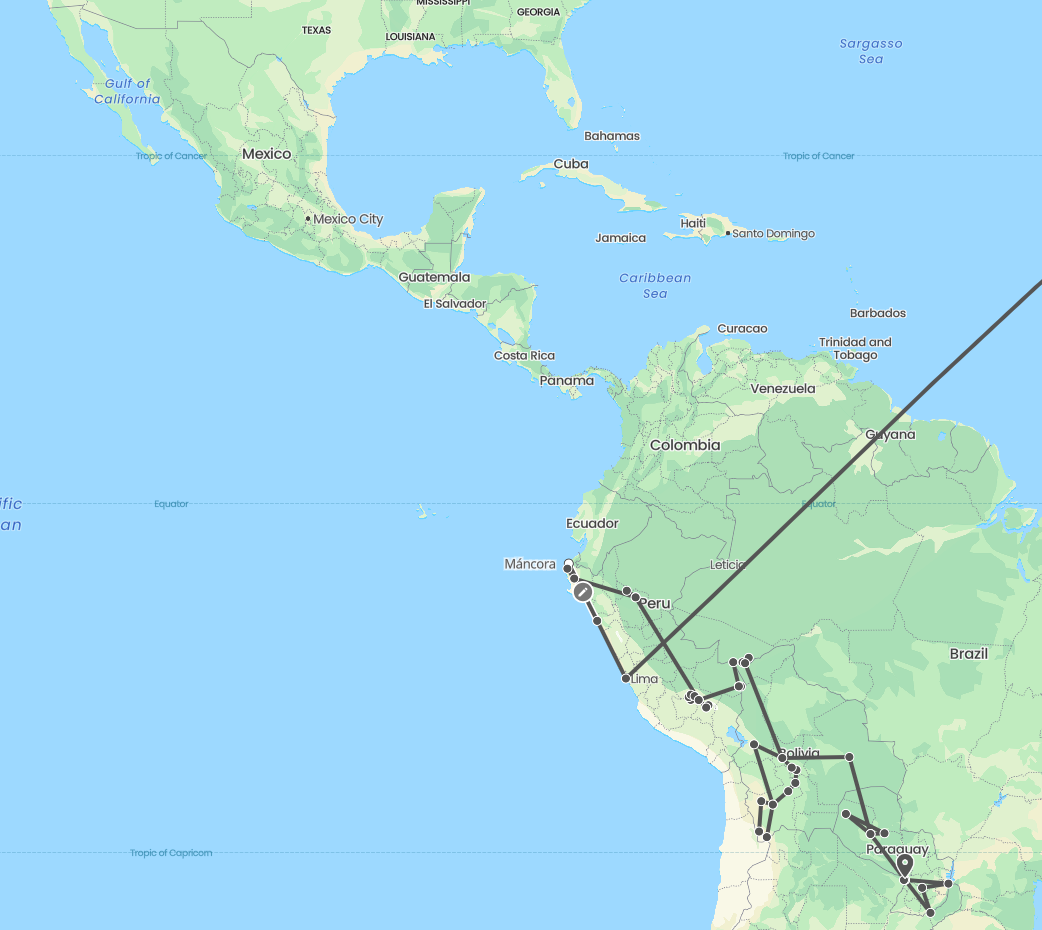 MISSISSIPPI
GEORGIA
TEXAS
LOUISIANA
Sargasso
Sea
Gulf of
California
Bahamas
Mexico
Tropic of Cancer
Tropic of Cancer
Cuba
Mexico City
Haiti
Santo Domingo
Jamaica
Guatemala
Caribbean
Sea
El Salvador
Barbados
Curacao
Costa Rica
Trinidad and
Tobago
Panama
Venezuela
Guyana
Colombia
ific
an
Equator
Equator
Ecuador
Máncora
Leticia
Peru
Brazil
Lima
Bolivia
Paraguay
Tropic of Capricorn